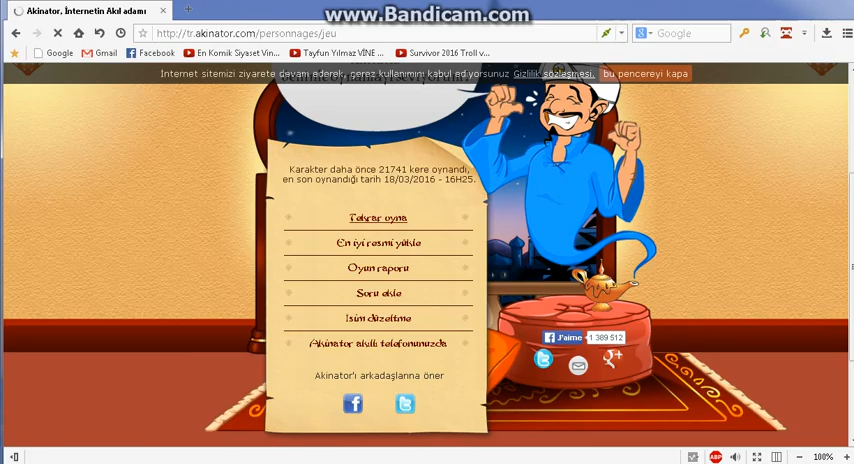 www.Bandicam.com
Akinator, İnternetin Akıl adamı
http://tr.akinator.com/personnages/jeu
Google
Google
Gmail
Facebook
En Komik Siyaset Vin...
Tayfun Yılmaz VİNE ...
Survivor 2016 Troll v...
İnternet sitemizi ziyarete devam ederek, çerez kullanımını kabul ediyorsunuz Gizlilik sözleşmesi. bu pencereyi kapa
Karakter daha önce 21741 kere oynandı,
en son oynandığı tarih 18/03/2016 - 16H25.
Tekrar oyna
En iyi resmi yükle
Oyun raporu
Soru ekle
İsim düzeltme
Akinator akıllı telefonunuzda
J'aime 1 389 512
g+1
Akinator'ı arkadaşlarına öner
ABP
100%